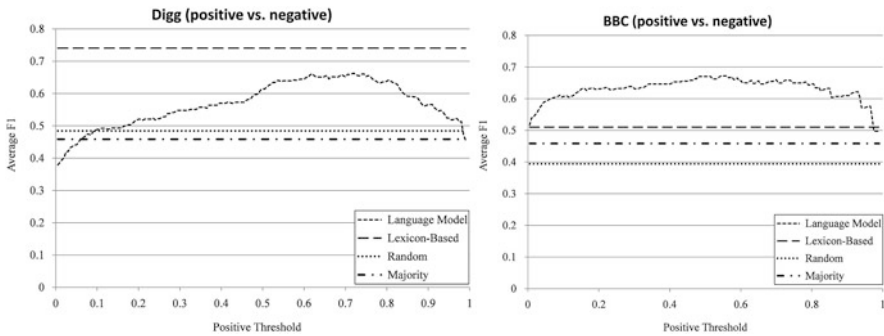 Digg (positive vs. negative)
0.8
0.7
0.6
0.5
0.4
0.3
0.2
0.1
0
Average F1
0 0.1 0.2 0.3 0.4 0.5 0.6 0.7 0.8 0.9 1
Positive Threshold
Language Model
Lexicon-Based
Random
Majority
BBC (positive vs. negative)
0.8
0.7
0.6
0.5
0.4
0.3
0.2
0.1
0
Average F1
0 0.2 0.4 0.6 0.8 1
Positive Threshold
Language Model
Lexicon-Based
Random
Majority